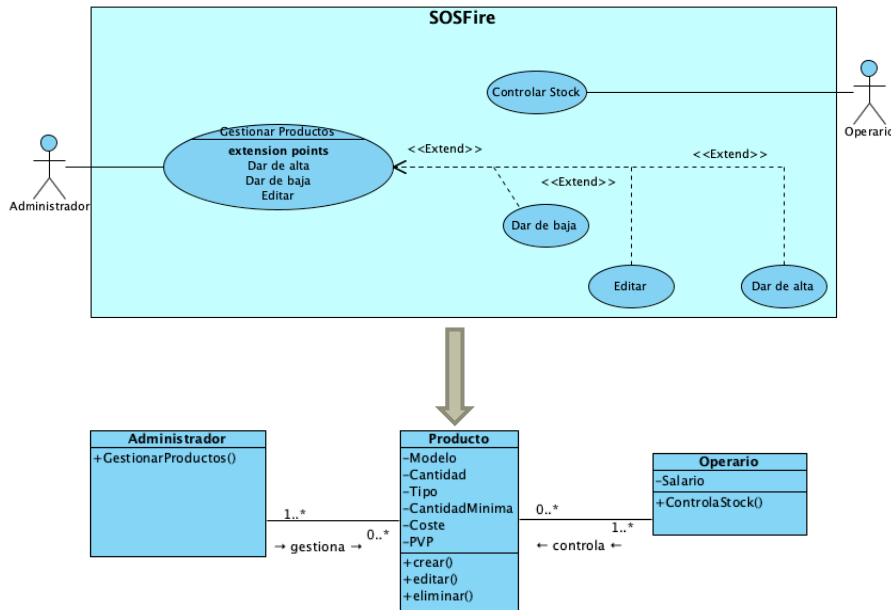 SOSFire
Controlar Stock
Operario
Gestionar Productos
extension points
Dar de alta
Dar de baja
Editar
Administrador
<<Extend>>
<<Extend>>
<<Extend>>
Dar de baja
Editar
Dar de alta
Administrador
+GestionarProductos()
1..*
0..*
→ gestiona →
Producto
-Modelo
-Cantidad
-Tipo
-CantidadMinima
-Coste
-PVP
+crear()
+editar()
+eliminar()
0..*
1..*
← controla ←
Operario
-Salario
+ControlaStock()